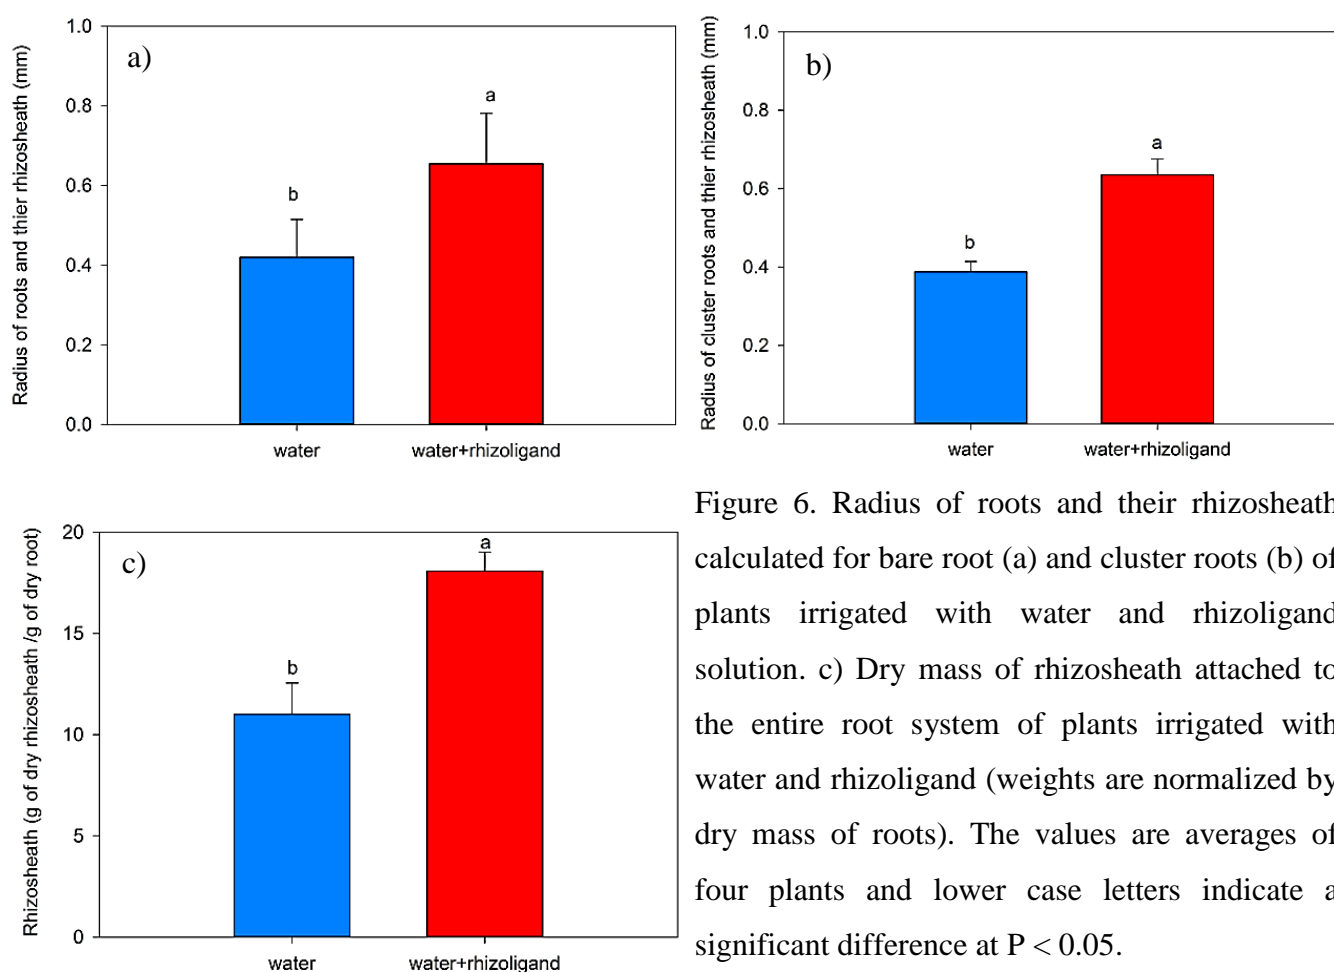 a)
Radius of roots and thier rhizosheath (mm)
1.0
0.8
0.6
0.4
0.2
0.0
b
a
water
water+rhizoligand
b)
Radius of cluster roots and thier rhizosheath (mm)
1.0
0.8
0.6
0.4
0.2
0.0
b
a
water
water+rhizoligand
c)
Rhizosheath (g of dry rhizosheath /g of dry root)
20
15
10
5
0
b
a
water
water+rhizoligand
Figure 6. Radius of roots and their rhizosheath
calculated for bare root (a) and cluster roots (b) of
plants irrigated with water and rhizoligand
solution. c) Dry mass of rhizosheath attached to
the entire root system of plants irrigated with
water and rhizoligand (weights are normalized by
dry mass of roots). The values are averages of
four plants and lower case letters indicate a
significant difference at P < 0.05.